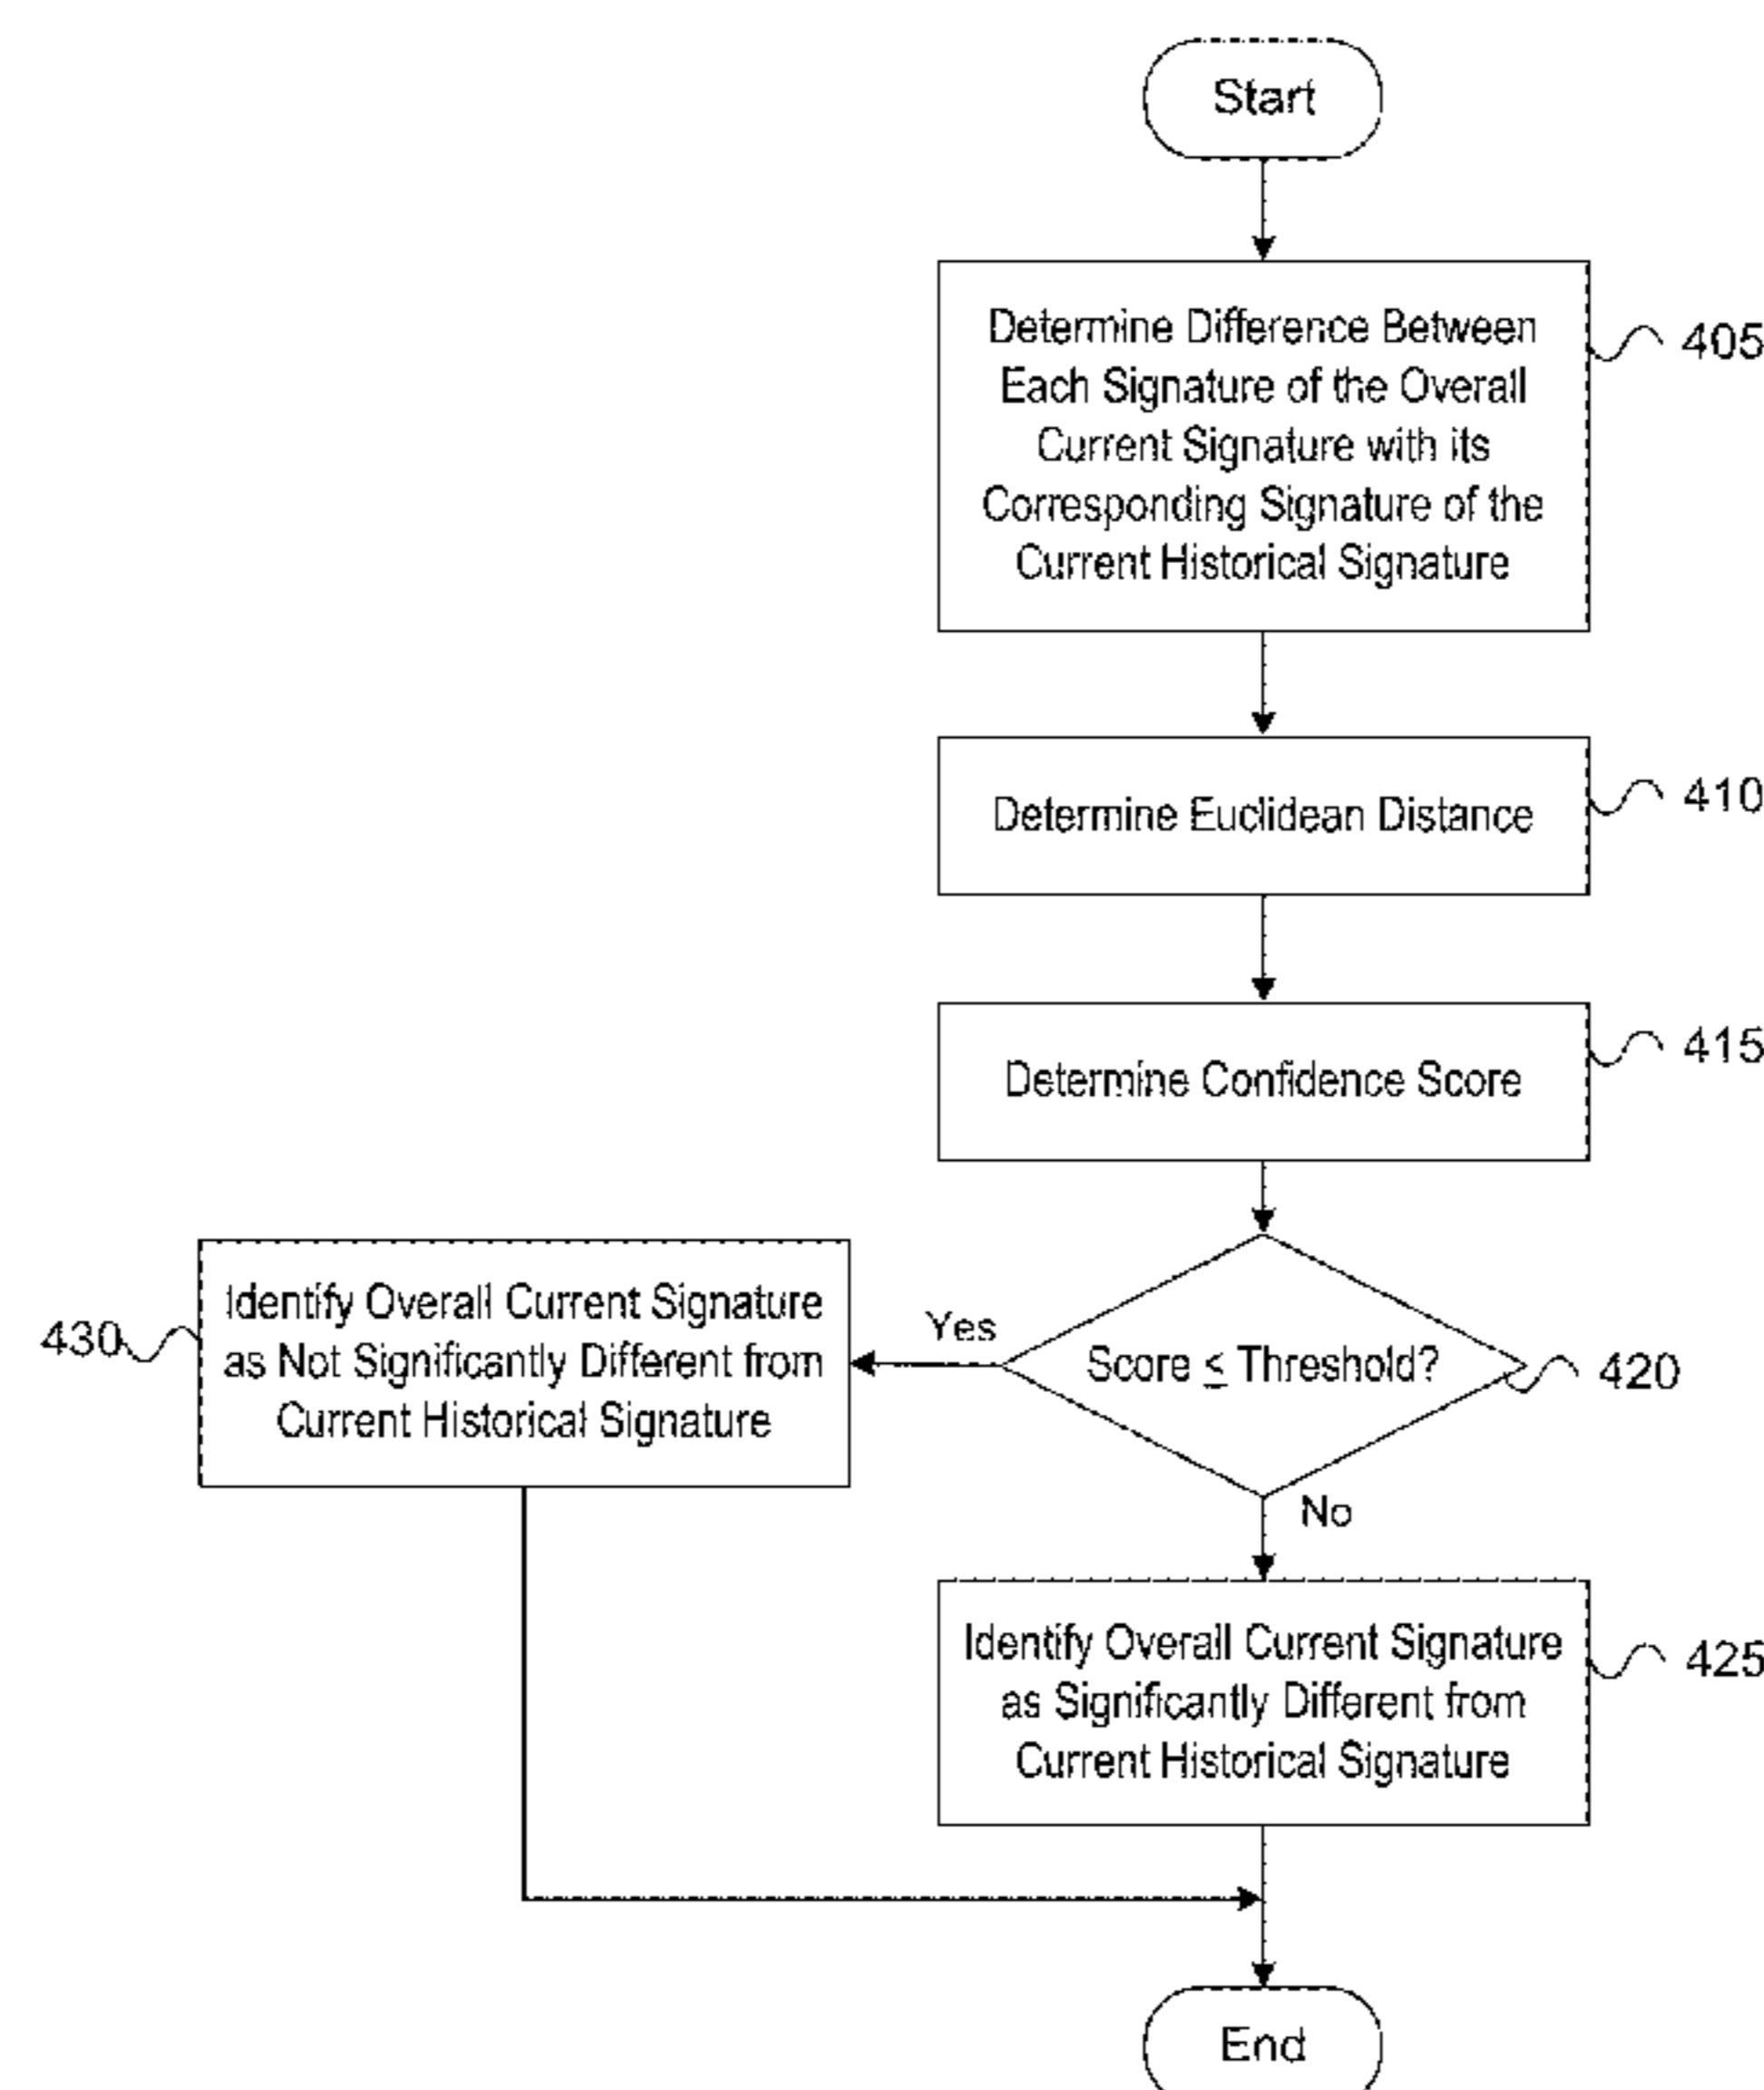 Start
Determine Difference Between
Each Signature of the Overall
Current Signature with its
Corresponding Signature of the
Current Historical Signature
405
Determine Euclidean Distance
410
Determine Confidence Score
415
Score ≤ Threshold?
420
Yes
Identify Overall Current Signature
as Not Significantly Different from
Current Historical Signature
430
No
Identify Overall Current Signature
as Significantly Different from
Current Historical Signature
425
End